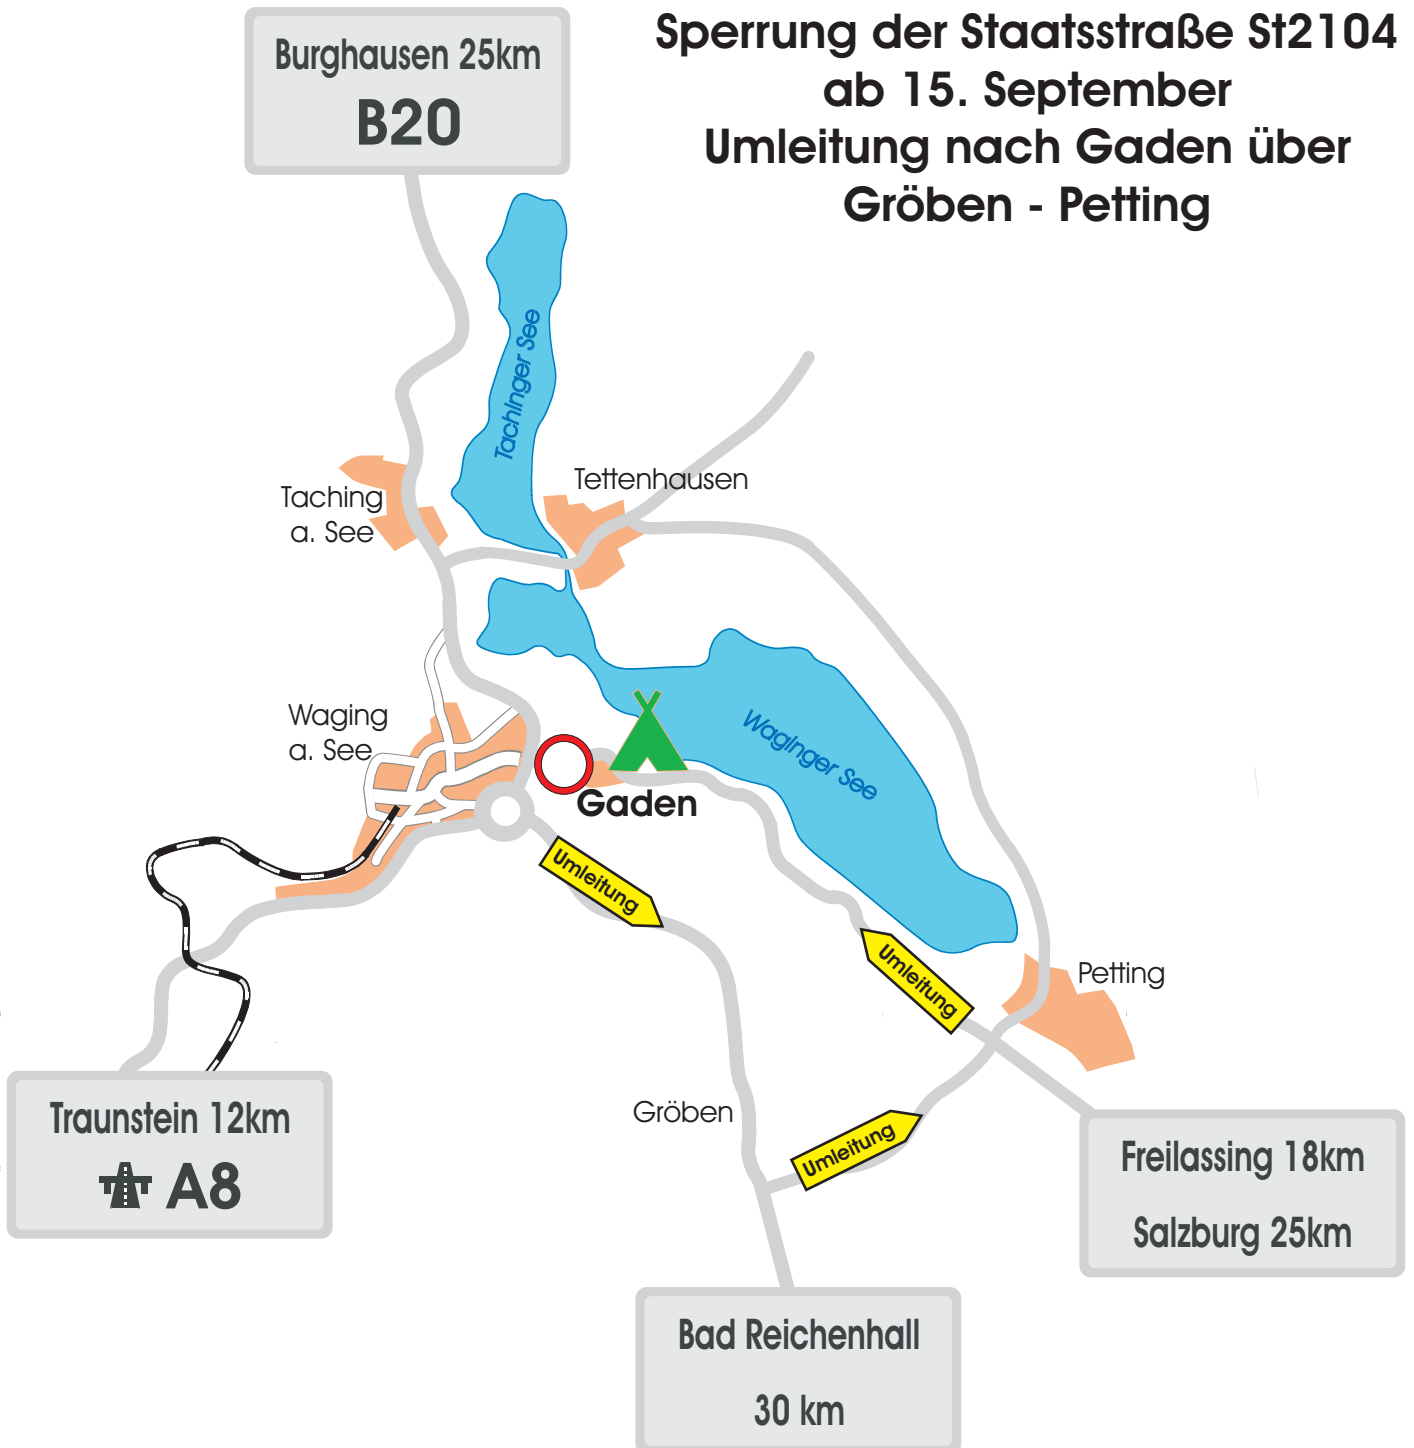 Sperrung der Staatsstraße St2104
ab 15. September
Umleitung nach Gaden über
Gröben - Petting
Burghausen 25km
B20
Tachinger See
Tettenhausen
Taching
a. See
Waging
a. See
Waginger See
Gaden
Umleitung
Umleitung
Petting
Gröben
Umleitung
Traunstein 12km
A8
Freilassing 18km
Salzburg 25km
Bad Reichenhall
30 km